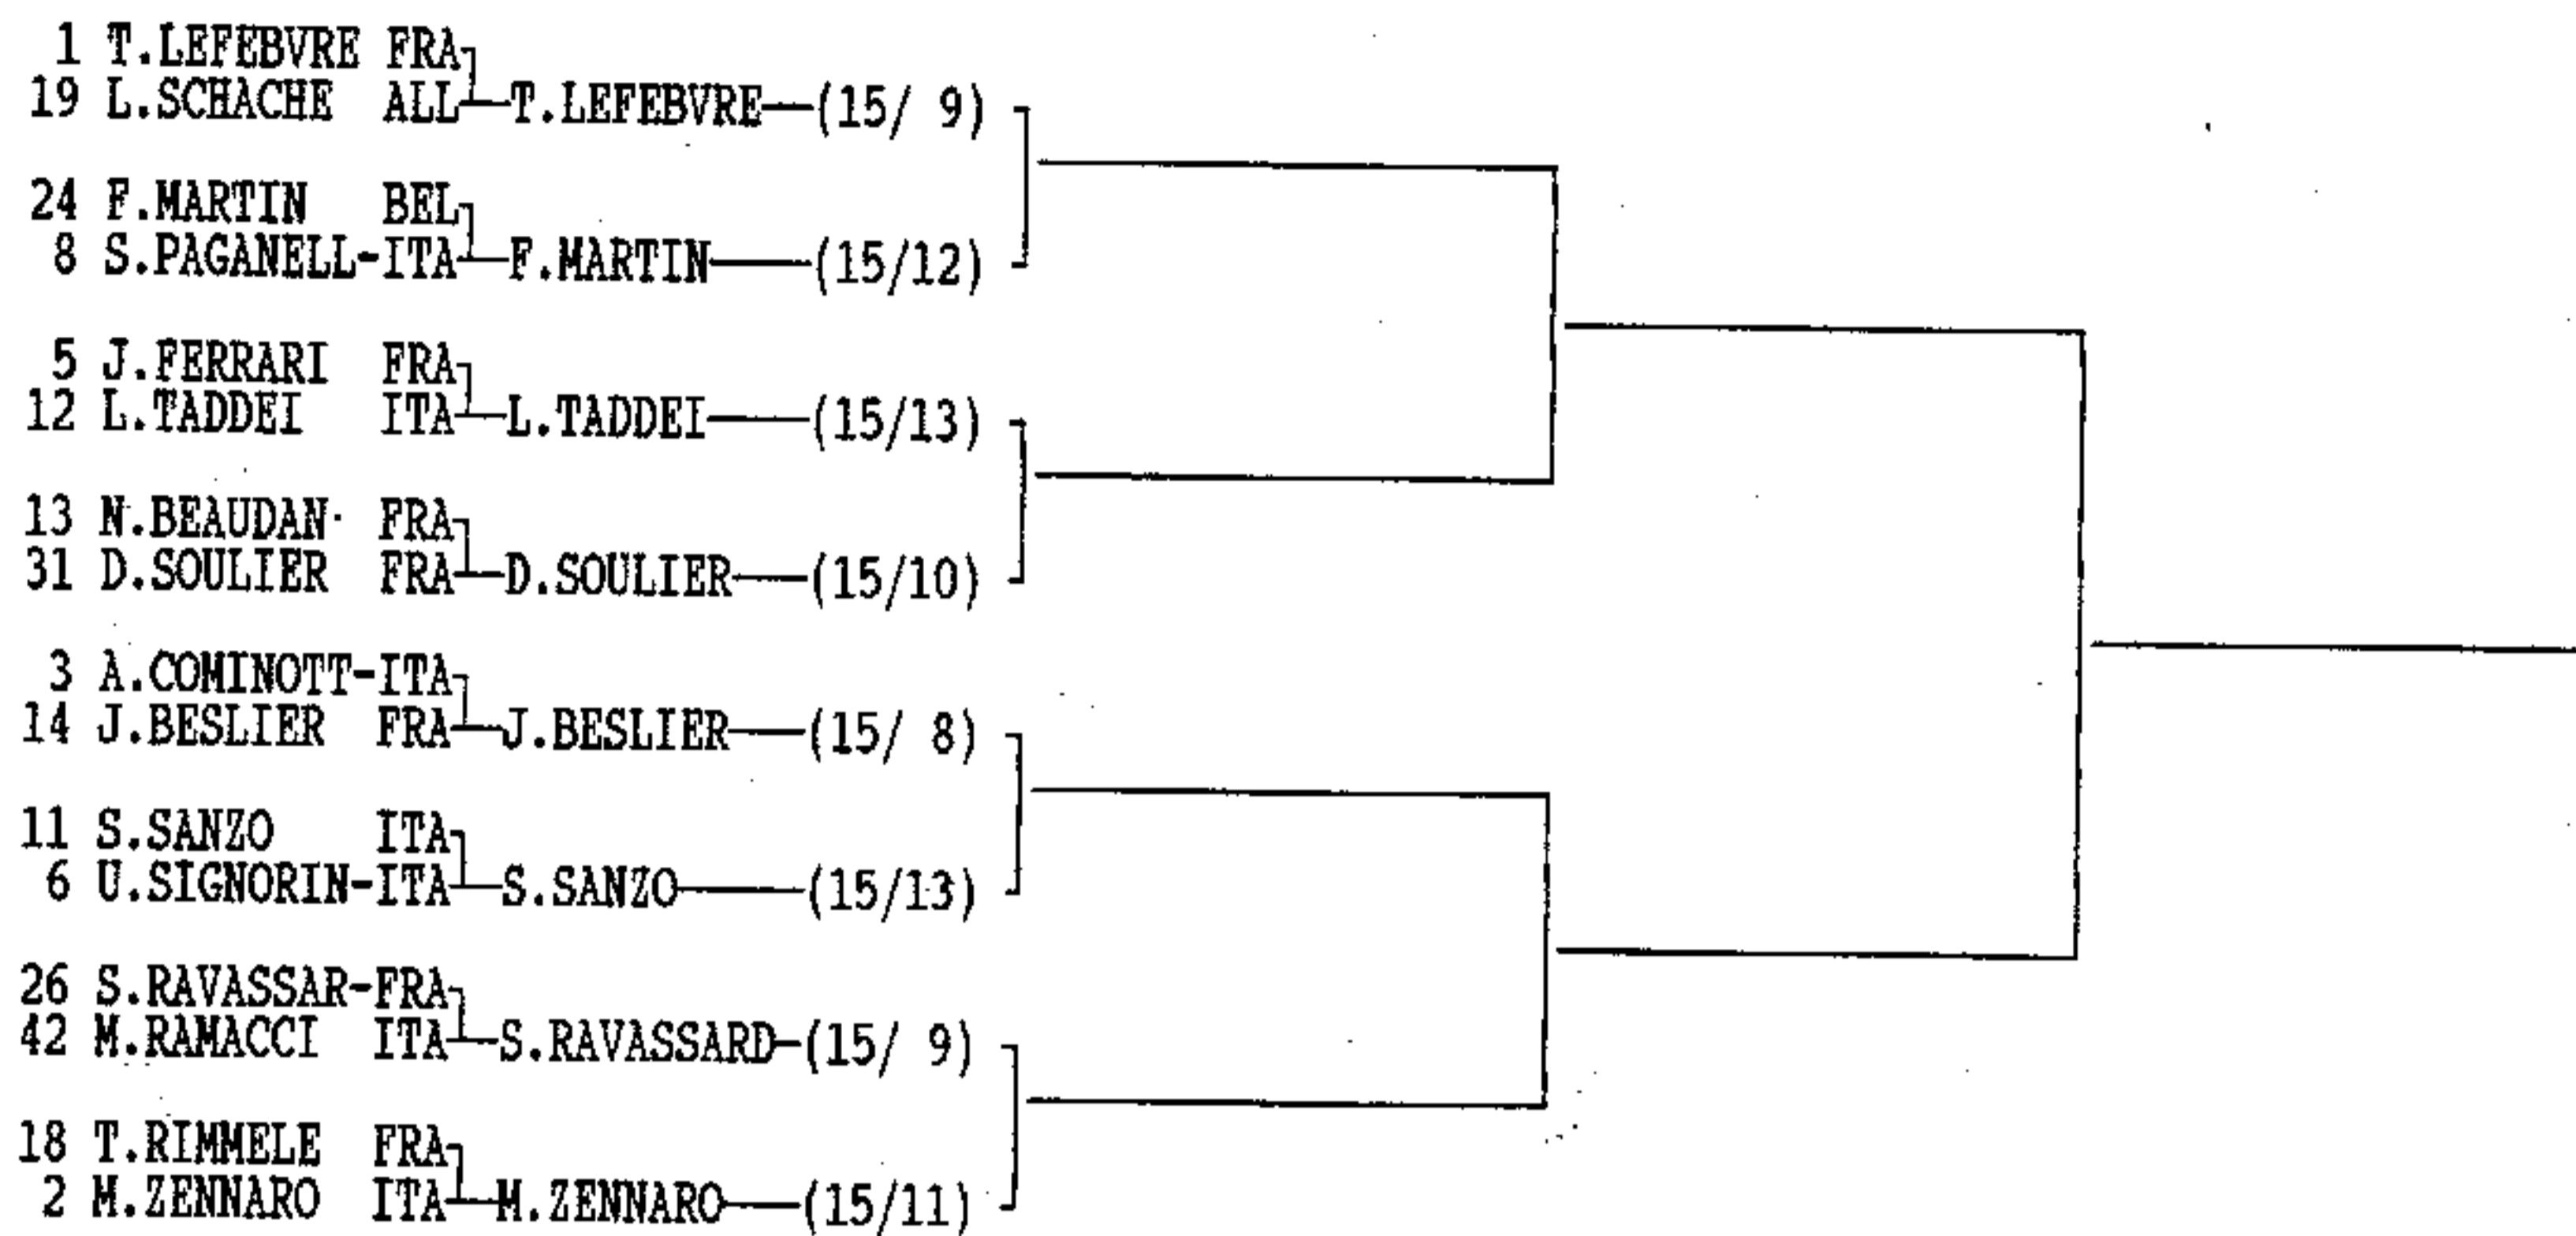 1 T.LEFEBVRE FRA
19 L.SCHACHE ALL T.LEFEBVRE (15/ 9)
24 F.MARTIN BEL
8 S.PAGANELL-ITA F.MARTIN (15/12)
5 J.FERRARI FRA
12 L.TADDEI ITA L.TADDEI (15/13)
13 N.BEAUDAN FRA
31 D.SOULIER FRA D.SOULIER (15/10)
3 A.COMINOTT-ITA
14 J.BESLIER FRA J.BESLIER (15/ 8)
11 S.SANZO ITA
6 U.SIGNORIN-ITA S.SANZO (15/13)
26 S.RAVASSAR-FRA
42 M.RAMACCI ITA S.RAVASSARD (15/ 9)
18 T.RIMMELE FRA
2 M.ZENNARO ITA M.ZENNARO (15/11)